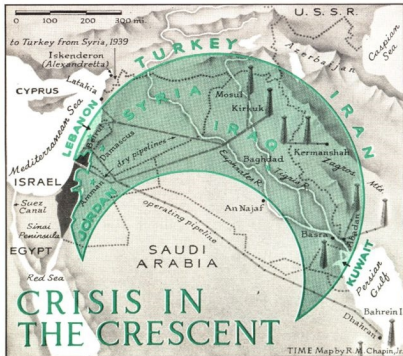 0 100 200 300 mi.
U. S. S. R.
to Turkey from Syria, 1939
Iskenderon
(Alexandretta)
TURKEY
Azerbaijan
Caspian
Sea
Latakia
CYPRUS
Mosul
Kirkuk
SYRIA
IRAN
Mediterranean Sea
LEBANON
Beirut
Damascus
IRAQ
dry pipelines
Kermanshah
Baghdad
Zagros
Mts
ISRAEL
Amman
Euphrates R.
Tigris R.
Suez
Canal
JORDAN
An Najaf
Abadan
Sinai
Peninsula
operating pipeline
Basra
EGYPT
SAUDI
ARABIA
KUWAIT
Red Sea
Persian
Gulf
CRISIS IN
THE CRESCENT
Bahrein I
Dhahran
TIME Map by R. M. Chapin, Jr.